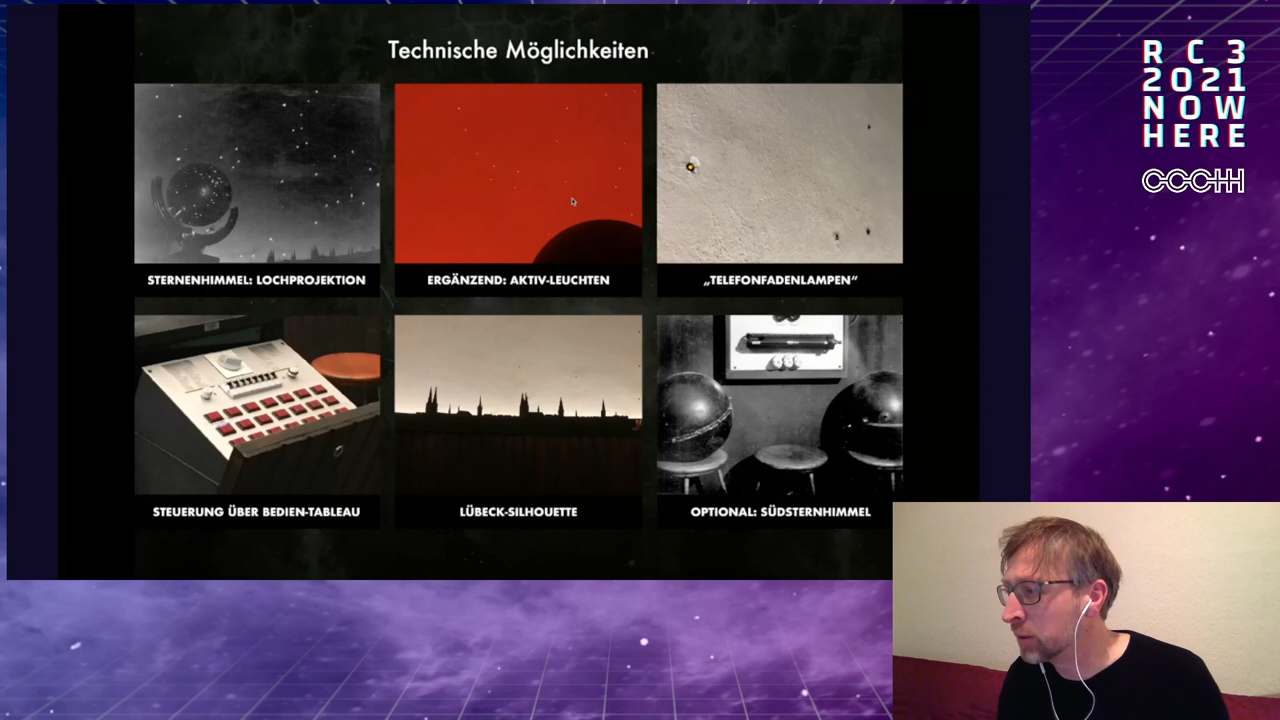 Technische Möglichkeiten
STERNENHIMMEL: LOCHPROJEKTION
ERGÄNZEND: AKTIV-LEUCHTEN
„TELEFONFADENLAMPEN“
STEUERUNG ÜBER BEDIEN-TABLEAU
LÜBECK-SILHOUETTE
OPTIONAL: SÜDSTERNHIMMEL
RC3
2021
NOW
HERE
CCCHH